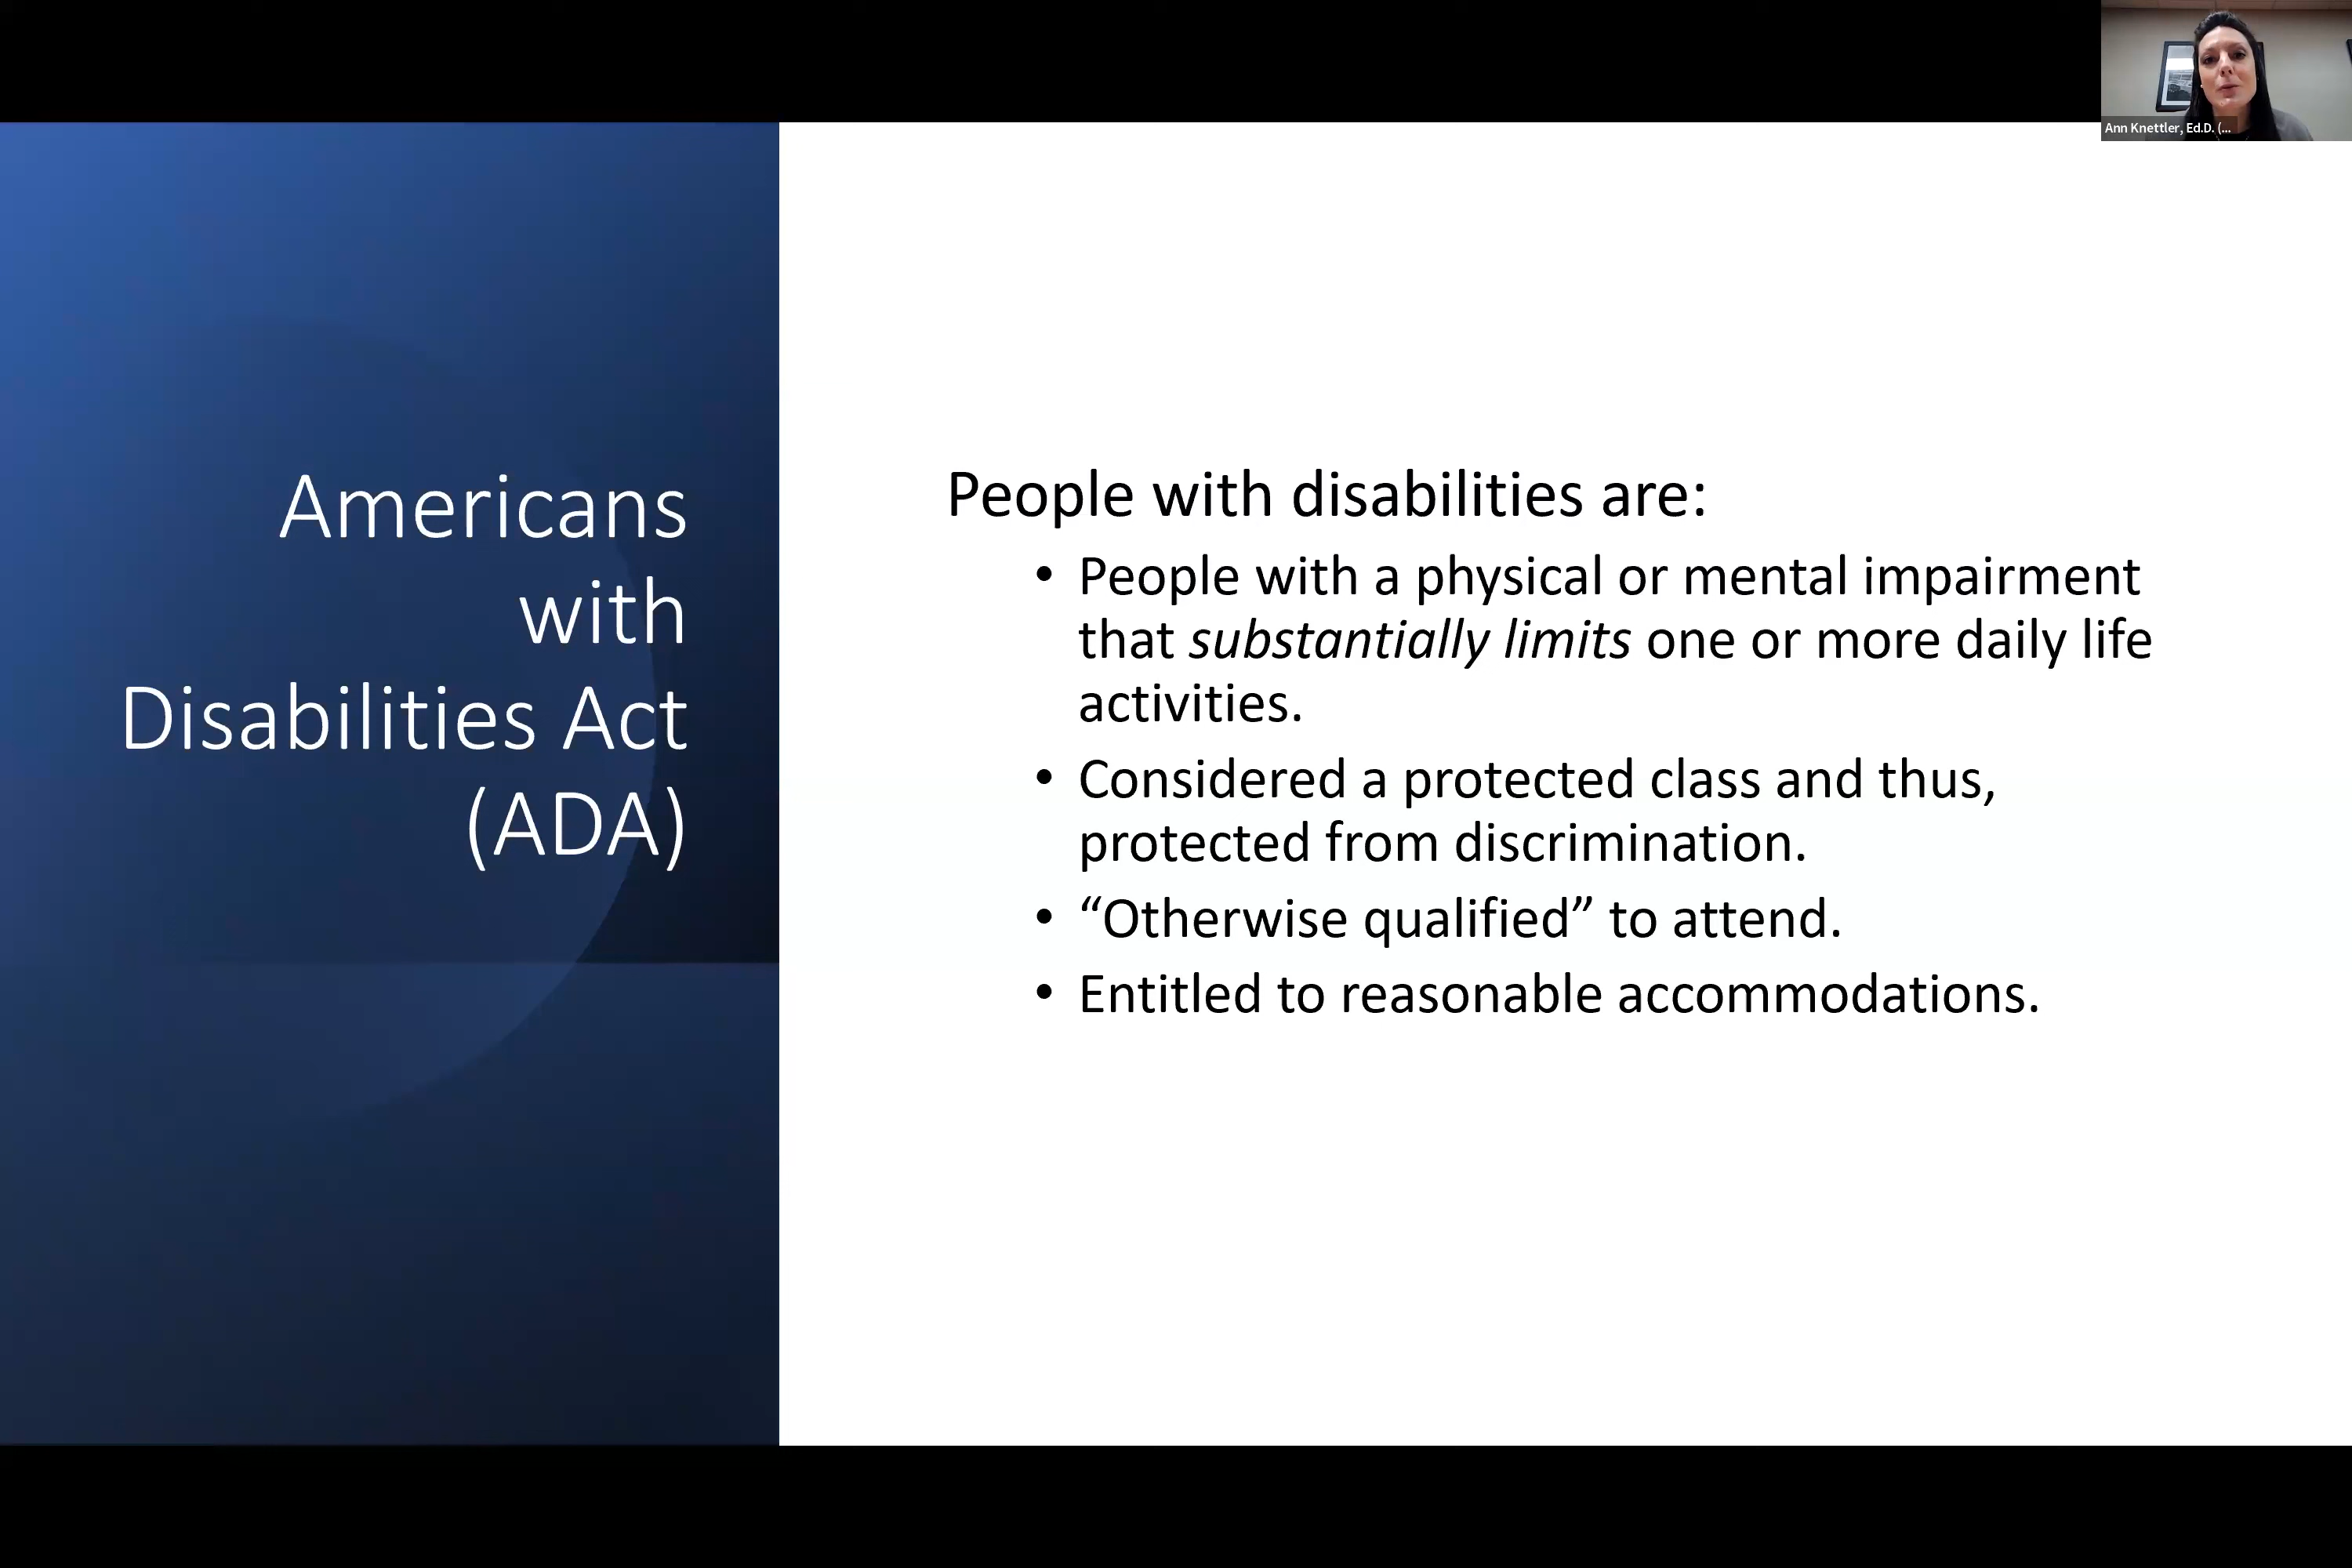 Ann Knettler, Ed.D. (...
Americans
with
Disabilities Act
(ADA)
People with disabilities are:
• People with a physical or mental impairment
that substantially limits one or more daily life
activities.
• Considered a protected class and thus,
protected from discrimination.
• “Otherwise qualified” to attend.
• Entitled to reasonable accommodations.